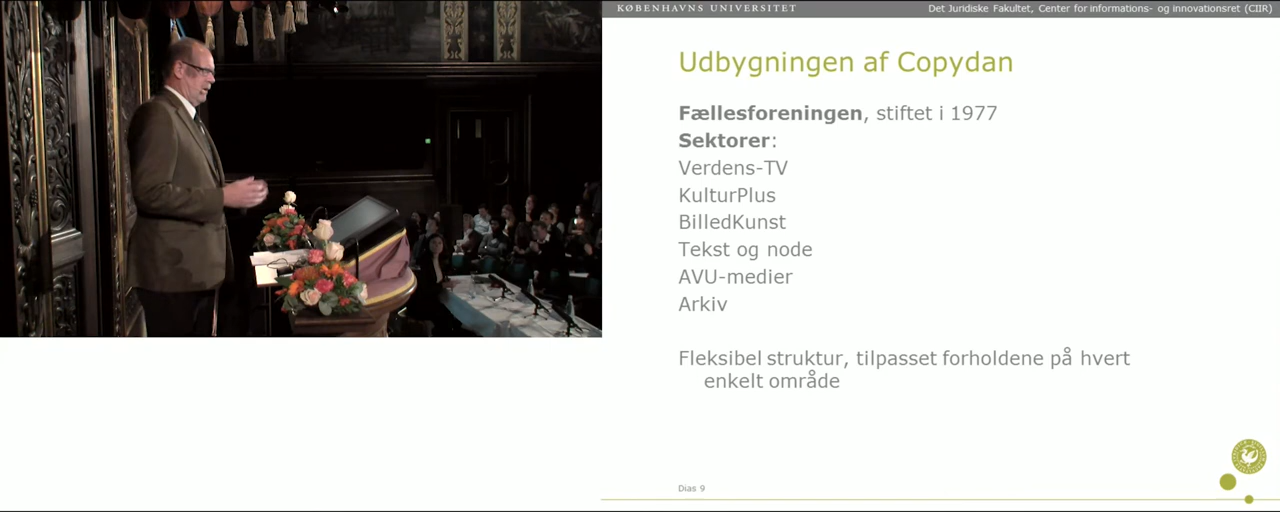 KØBENHAVNS UNIVERSITET
Det Juridiske Fakultet, Center for informations- og innovationsret (CIIR)
Udbygningen af Copydan
Fællesforeningen, stiftet i 1977
Sektorer:
Verdens-TV
KulturPlus
BilledKunst
Tekst og node
AVU-medier
Arkiv
Fleksibel struktur, tilpasset forholdene på hvert
enkelt område
Dias 9